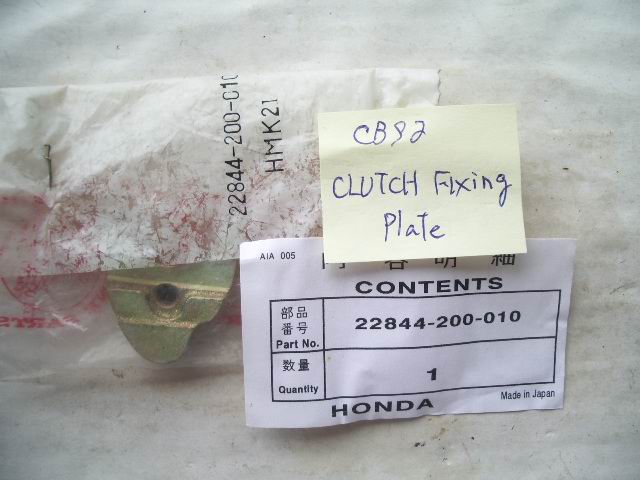 22844-200-010
HMK21
CB92
CLUTCH Fixing
Plate
AIA 005
内容明細
CONTENTS
部品番号
Part No.
22844-200-010
数量
Quantity
1
HONDA
Made in Japan